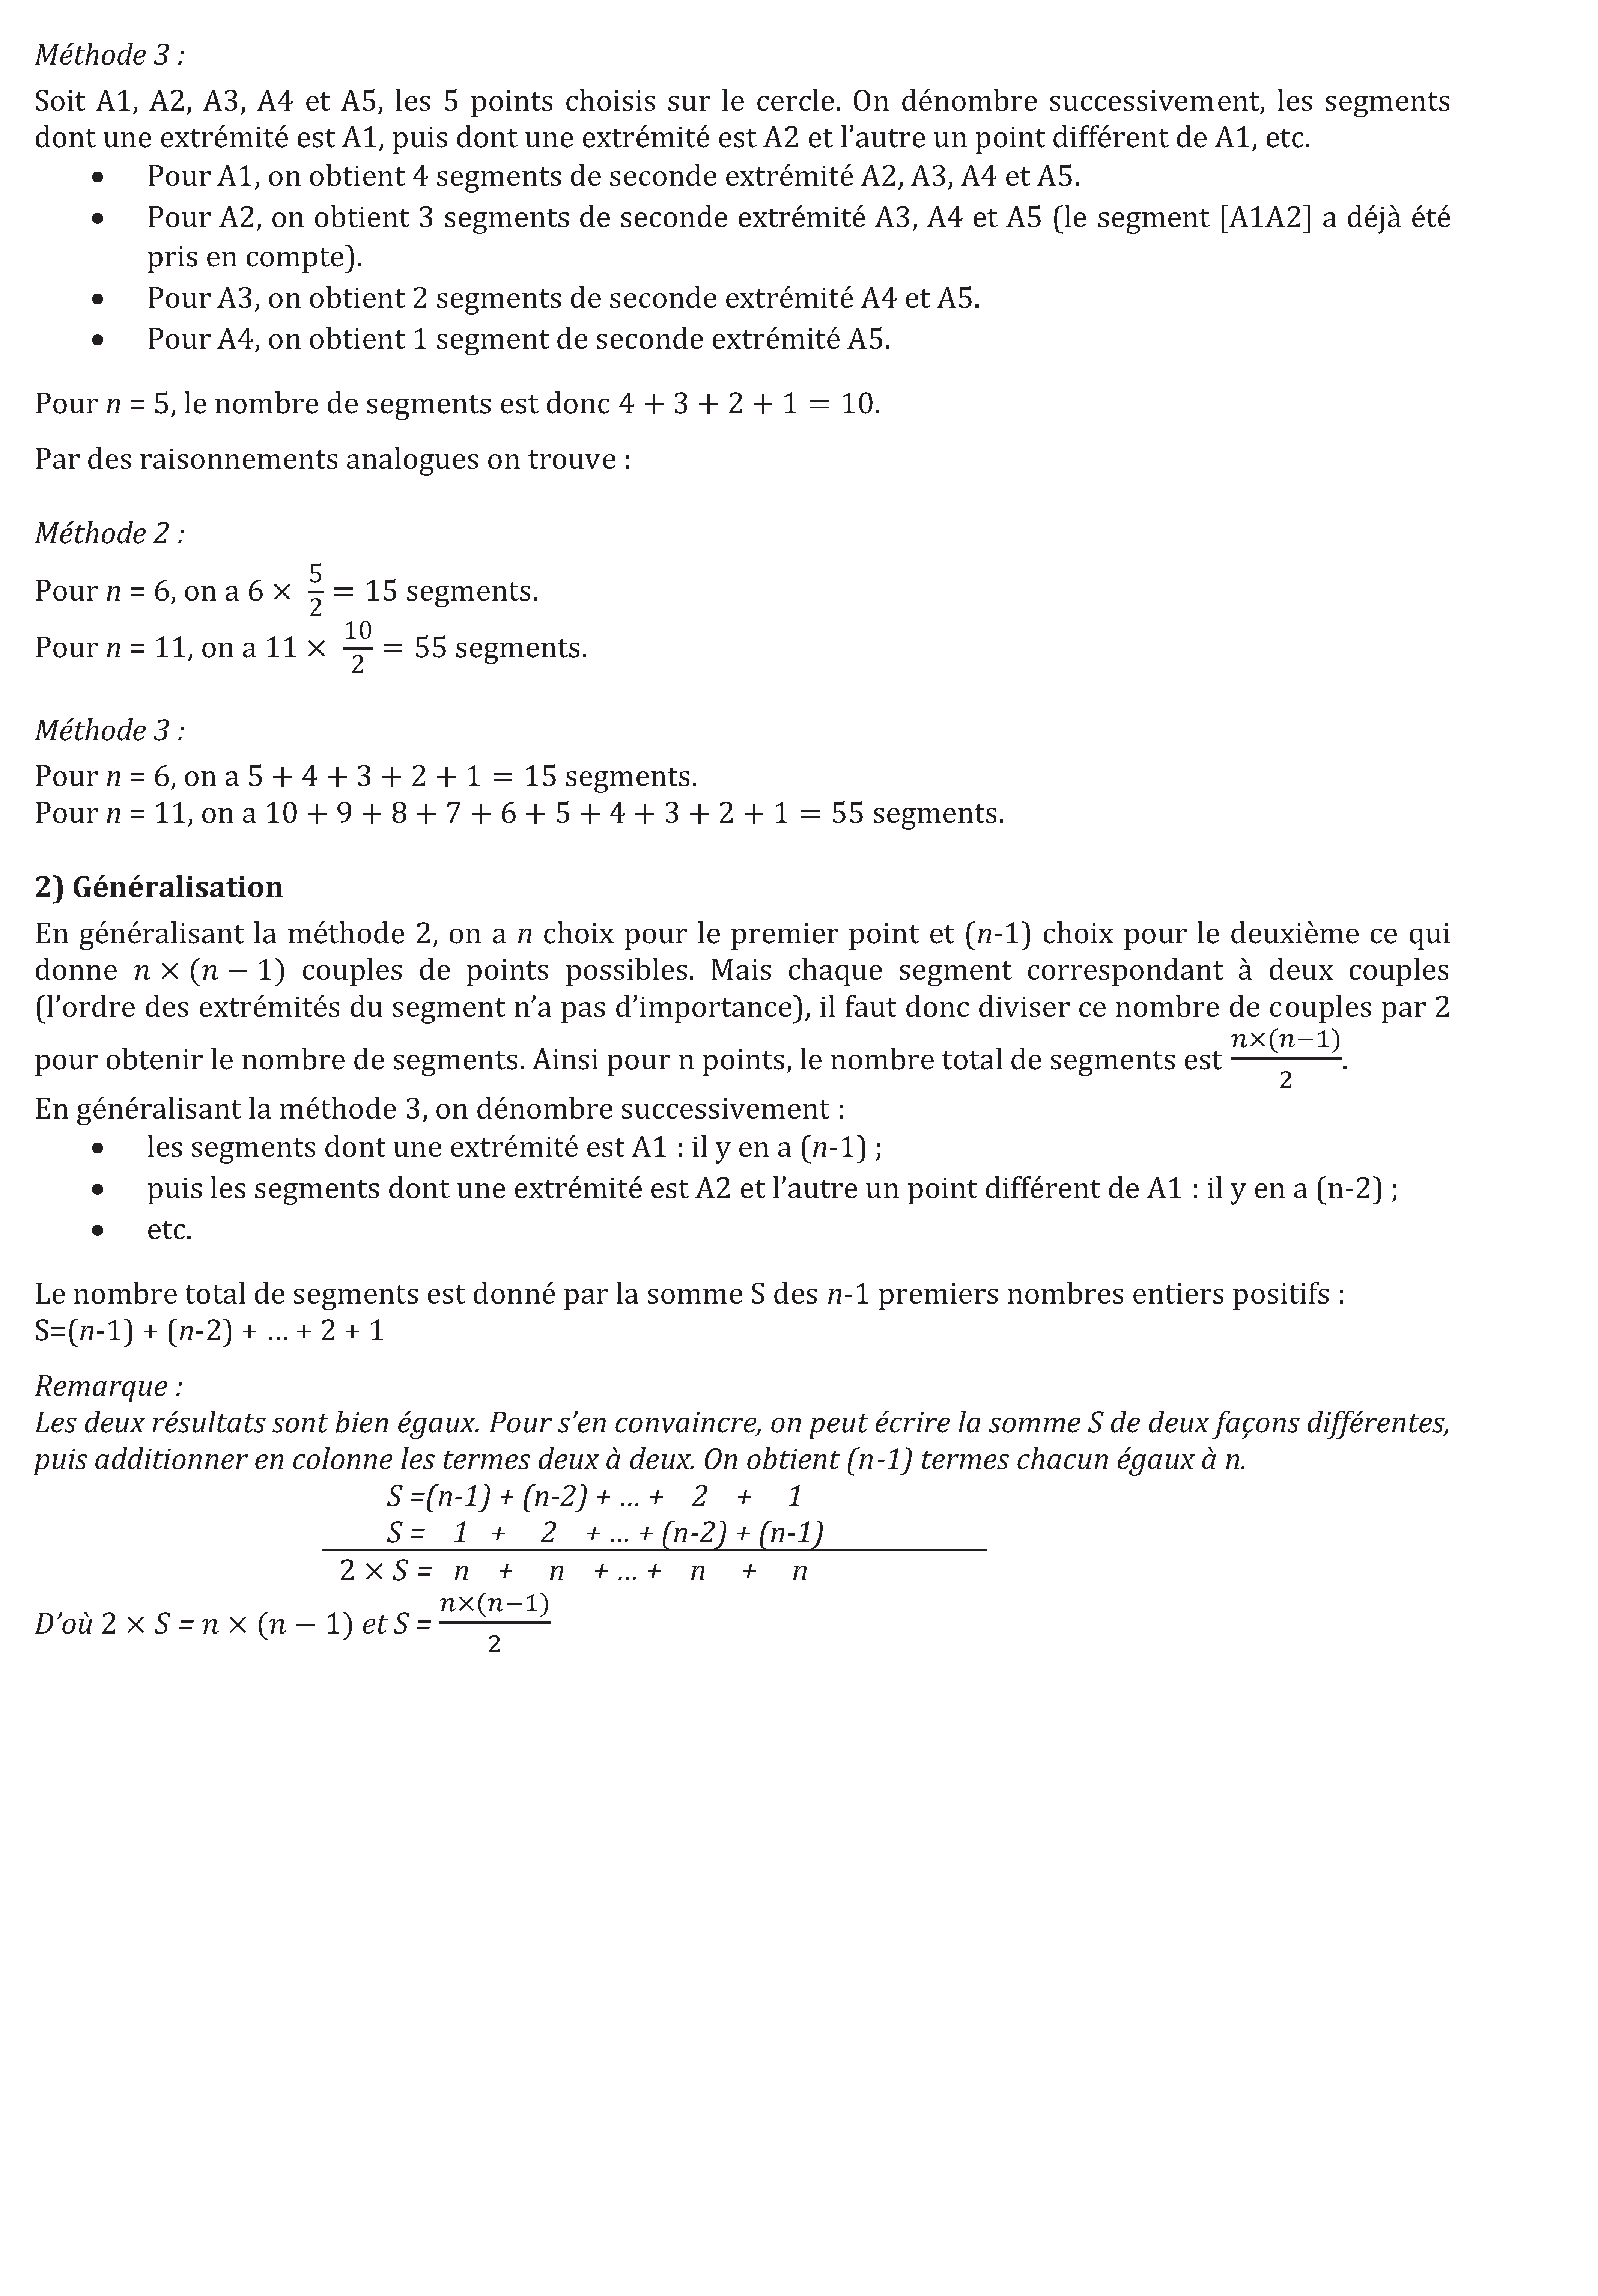 Méthode 3 :
Soit A1, A2, A3, A4 et A5, les 5 points choisis sur le cercle. On dénombre successivement, les segments
dont une extrémité est A1, puis dont une extrémité est A2 et l’autre un point différent de A1, etc.
• Pour A1, on obtient 4 segments de seconde extrémité A2, A3, A4 et A5.
• Pour A2, on obtient 3 segments de seconde extrémité A3, A4 et A5 (le segment [A1A2] a déjà été
pris en compte).
• Pour A3, on obtient 2 segments de seconde extrémité A4 et A5.
• Pour A4, on obtient 1 segment de seconde extrémité A5.
Pour n = 5, le nombre de segments est donc 4 + 3 + 2 + 1 = 10.
Par des raisonnements analogues on trouve :
Méthode 2 :
Pour n = 6, on a 6 × 5/2 = 15 segments.
Pour n = 11, on a 11 × 10/2 = 55 segments.
Méthode 3 :
Pour n = 6, on a 5 + 4 + 3 + 2 + 1 = 15 segments.
Pour n = 11, on a 10 + 9 + 8 + 7 + 6 + 5 + 4 + 3 + 2 + 1 = 55 segments.
2) Généralisation
En généralisant la méthode 2, on a n choix pour le premier point et (n-1) choix pour le deuxième ce qui
donne n × (n − 1) couples de points possibles. Mais chaque segment correspondant à deux couples
(l’ordre des extrémités du segment n’a pas d’importance), il faut donc diviser ce nombre de couples par 2
pour obtenir le nombre de segments. Ainsi pour n points, le nombre total de segments est n×(n−1)/2.
En généralisant la méthode 3, on dénombre successivement :
• les segments dont une extrémité est A1 : il y en a (n-1) ;
• puis les segments dont une extrémité est A2 et l’autre un point différent de A1 : il y en a (n-2) ;
• etc.
Le nombre total de segments est donné par la somme S des n-1 premiers nombres entiers positifs :
S=(n-1) + (n-2) + … + 2 + 1
Remarque :
Les deux résultats sont bien égaux. Pour s’en convaincre, on peut écrire la somme S de deux façons différentes,
puis additionner en colonne les termes deux à deux. On obtient (n-1) termes chacun égaux à n.
S =(n-1) + (n-2) + … + 2 + 1
S = 1 + 2 + … + (n-2) + (n-1)
2 × S = n + n + … + n + n
D’où 2 × S = n × (n − 1) et S = n×(n−1)/2